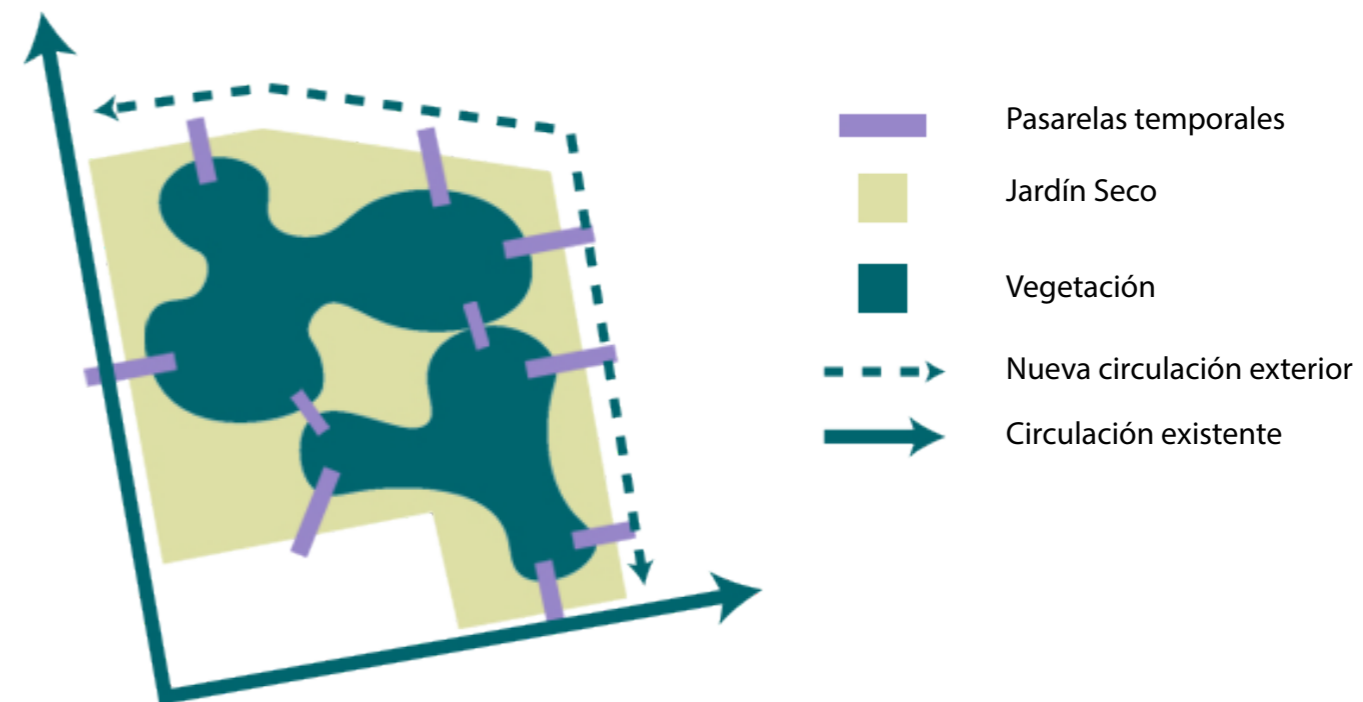 Pasarelas temporales
Jardín Seco
Vegetación
Nueva circulación exterior
Circulación existente